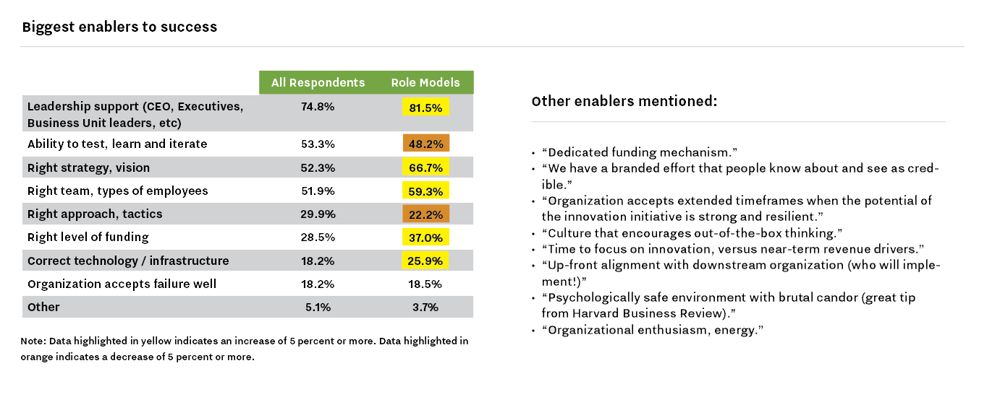 Biggest enablers to success
All Respondents Role Models
Leadership support (CEO, Executives, 74.8% 81.5%
Business Unit leaders, etc)
Ability to test, learn and iterate 53.3% 48.2%
Right strategy, vision 52.3% 66.7%
Right team, types of employees 51.9% 59.3%
Right approach, tactics 29.9% 22.2%
Right level of funding 28.5% 37.0%
Correct technology / infrastructure 18.2% 25.9%
Organization accepts failure well 18.2% 18.5%
Other 5.1% 3.7%
Note: Data highlighted in yellow indicates an increase of 5 percent or more. Data highlighted in
orange indicates a decrease of 5 percent or more.
Other enablers mentioned:
• “Dedicated funding mechanism.”
• “We have a branded effort that people know about and see as cred-
ible.”
• “Organization accepts extended timeframes when the potential of
the innovation initiative is strong and resilient.”
• “Culture that encourages out-of-the-box thinking.”
• “Time to focus on innovation, versus near-term revenue drivers.”
• “Up-front alignment with downstream organization (who will imple-
ment!)”
• “Psychologically safe environment with brutal candor (great tip
from Harvard Business Review).”
• “Organizational enthusiasm, energy.”